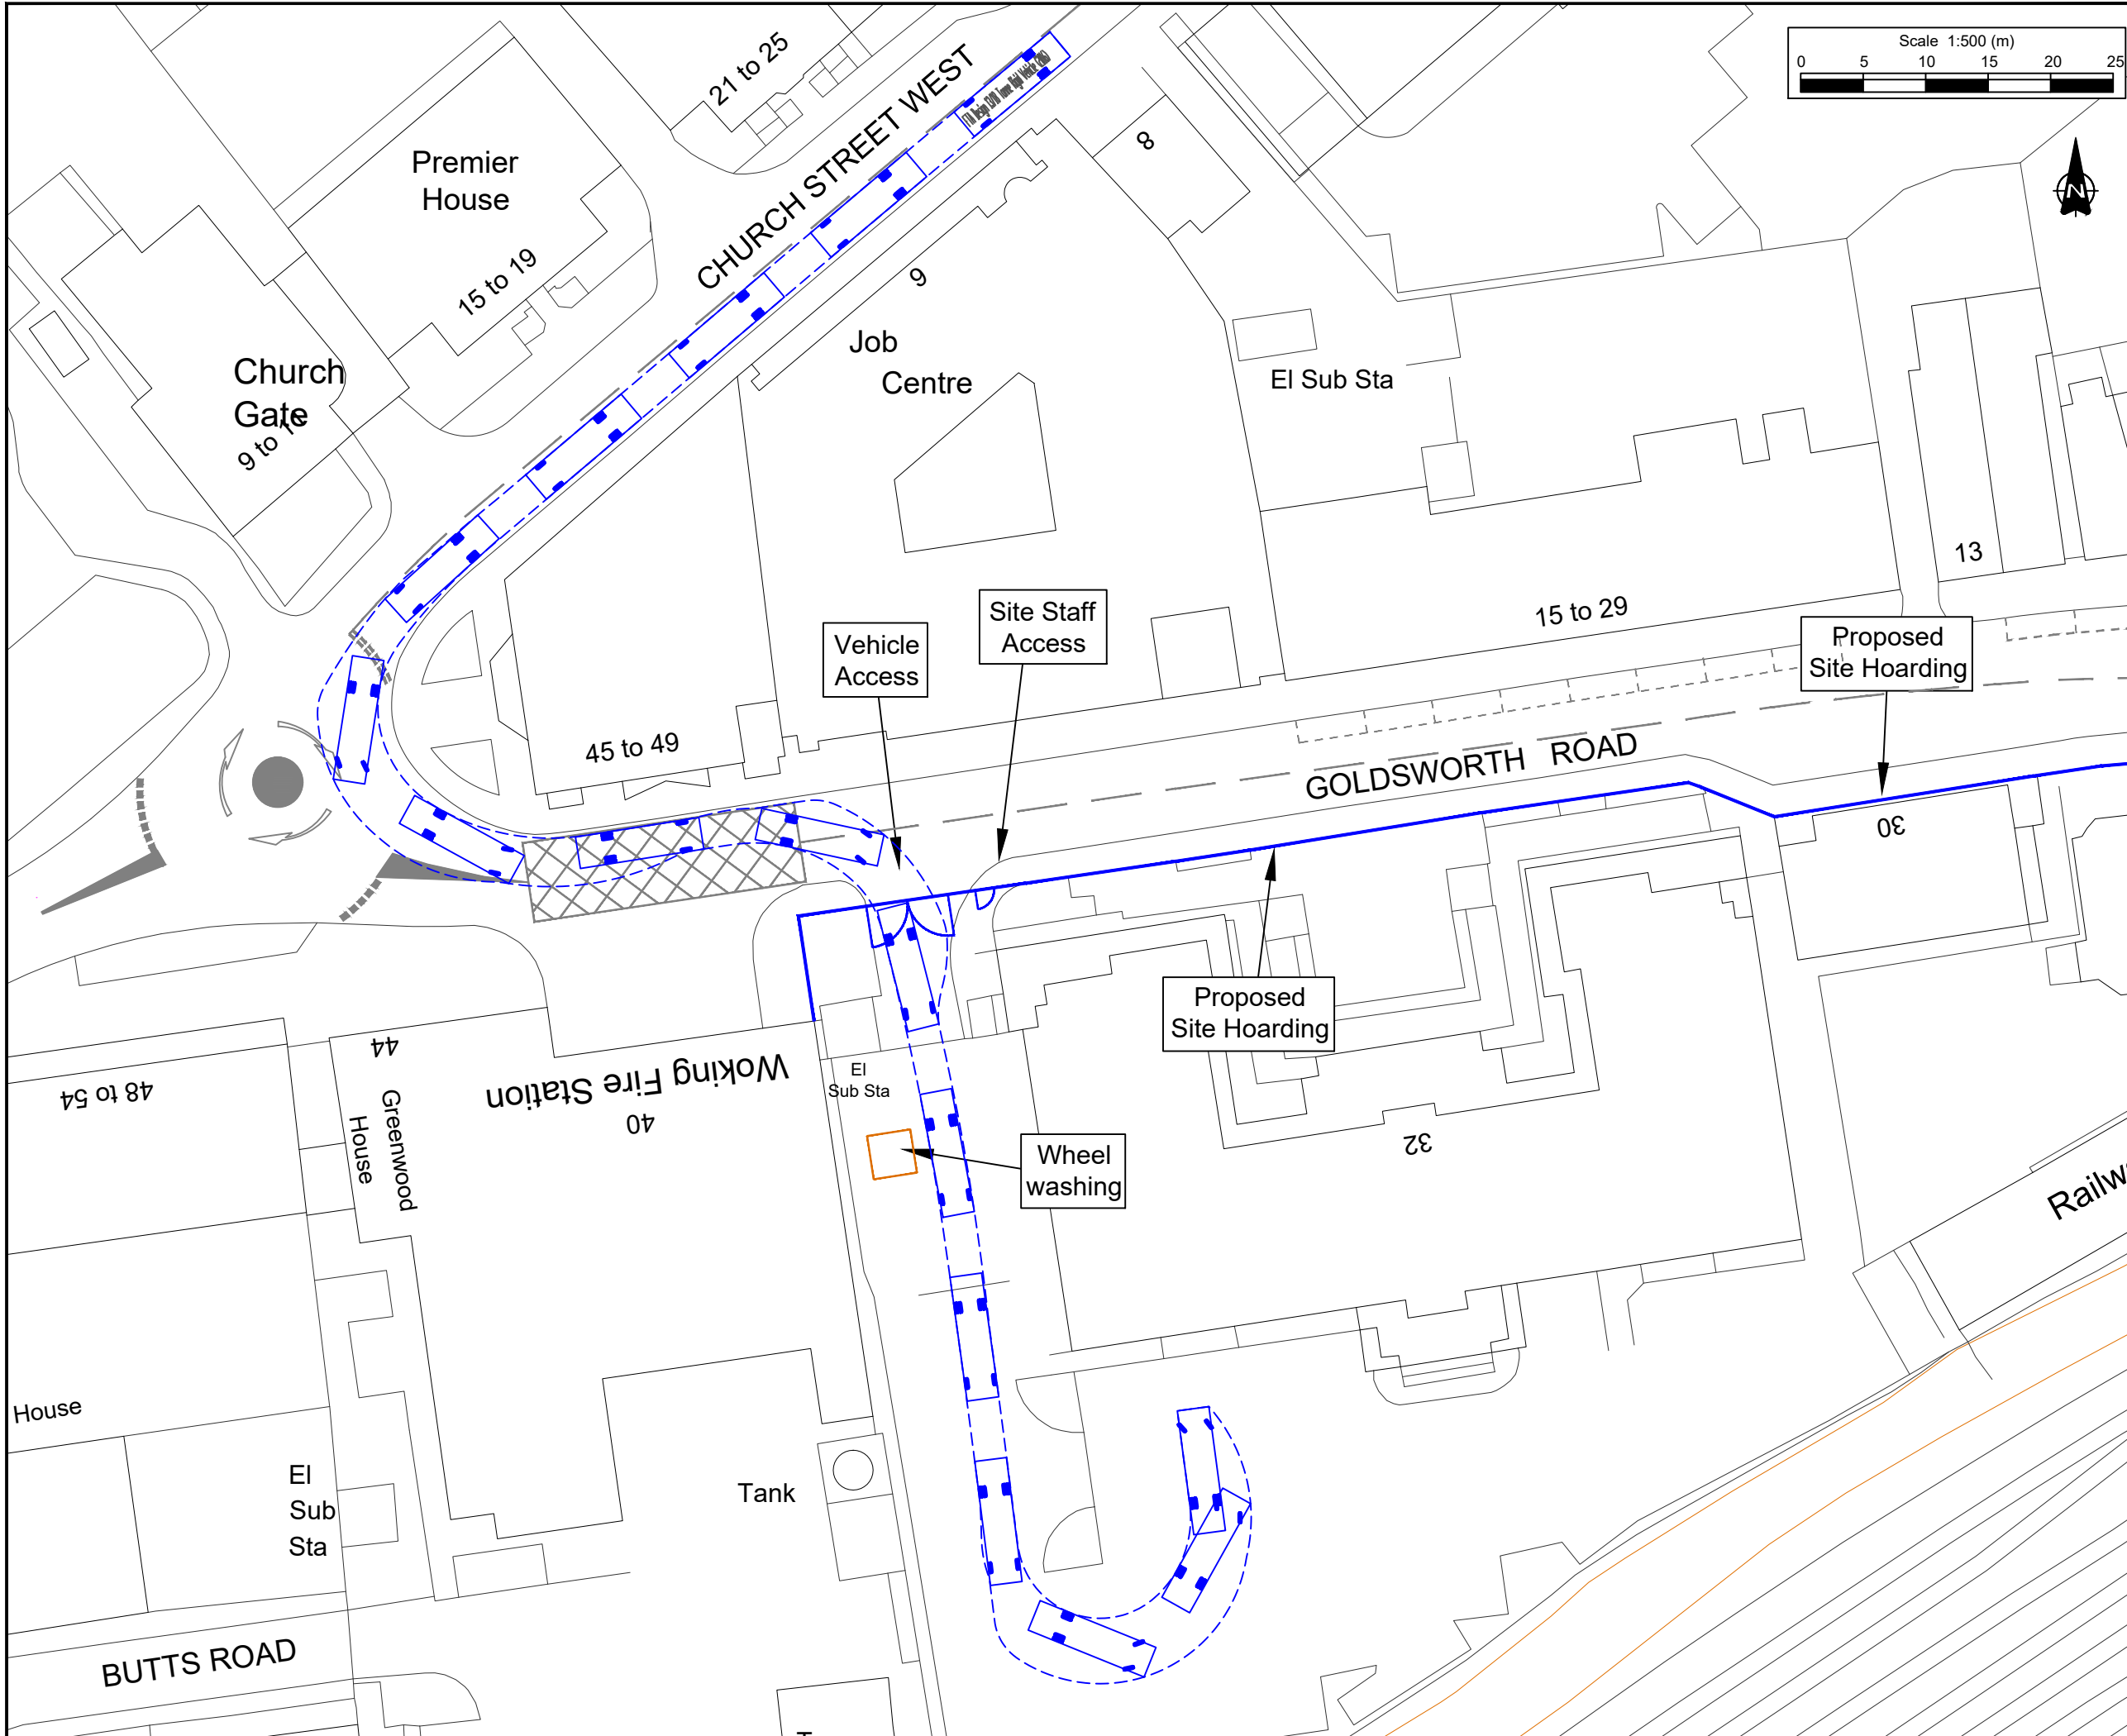 Scale 1:500 (m)
0 5 10 15 20 25
N
21 to 25
CHURCH STREET WEST
Premier
House
15 to 19
8
9
Job
Centre
Church
Gate
9 to
El Sub Sta
13
15 to 29
Site Staff
Access
Vehicle
Access
Proposed
Site Hoarding
45 to 49
GOLDSWORTH ROAD
30
Proposed
Site Hoarding
44
Woking Fire Station
40
El
Sub Sta
48 to 54
Greenwood
House
Wheel
washing
32
House
El
Sub
Sta
Tank
BUTTS ROAD